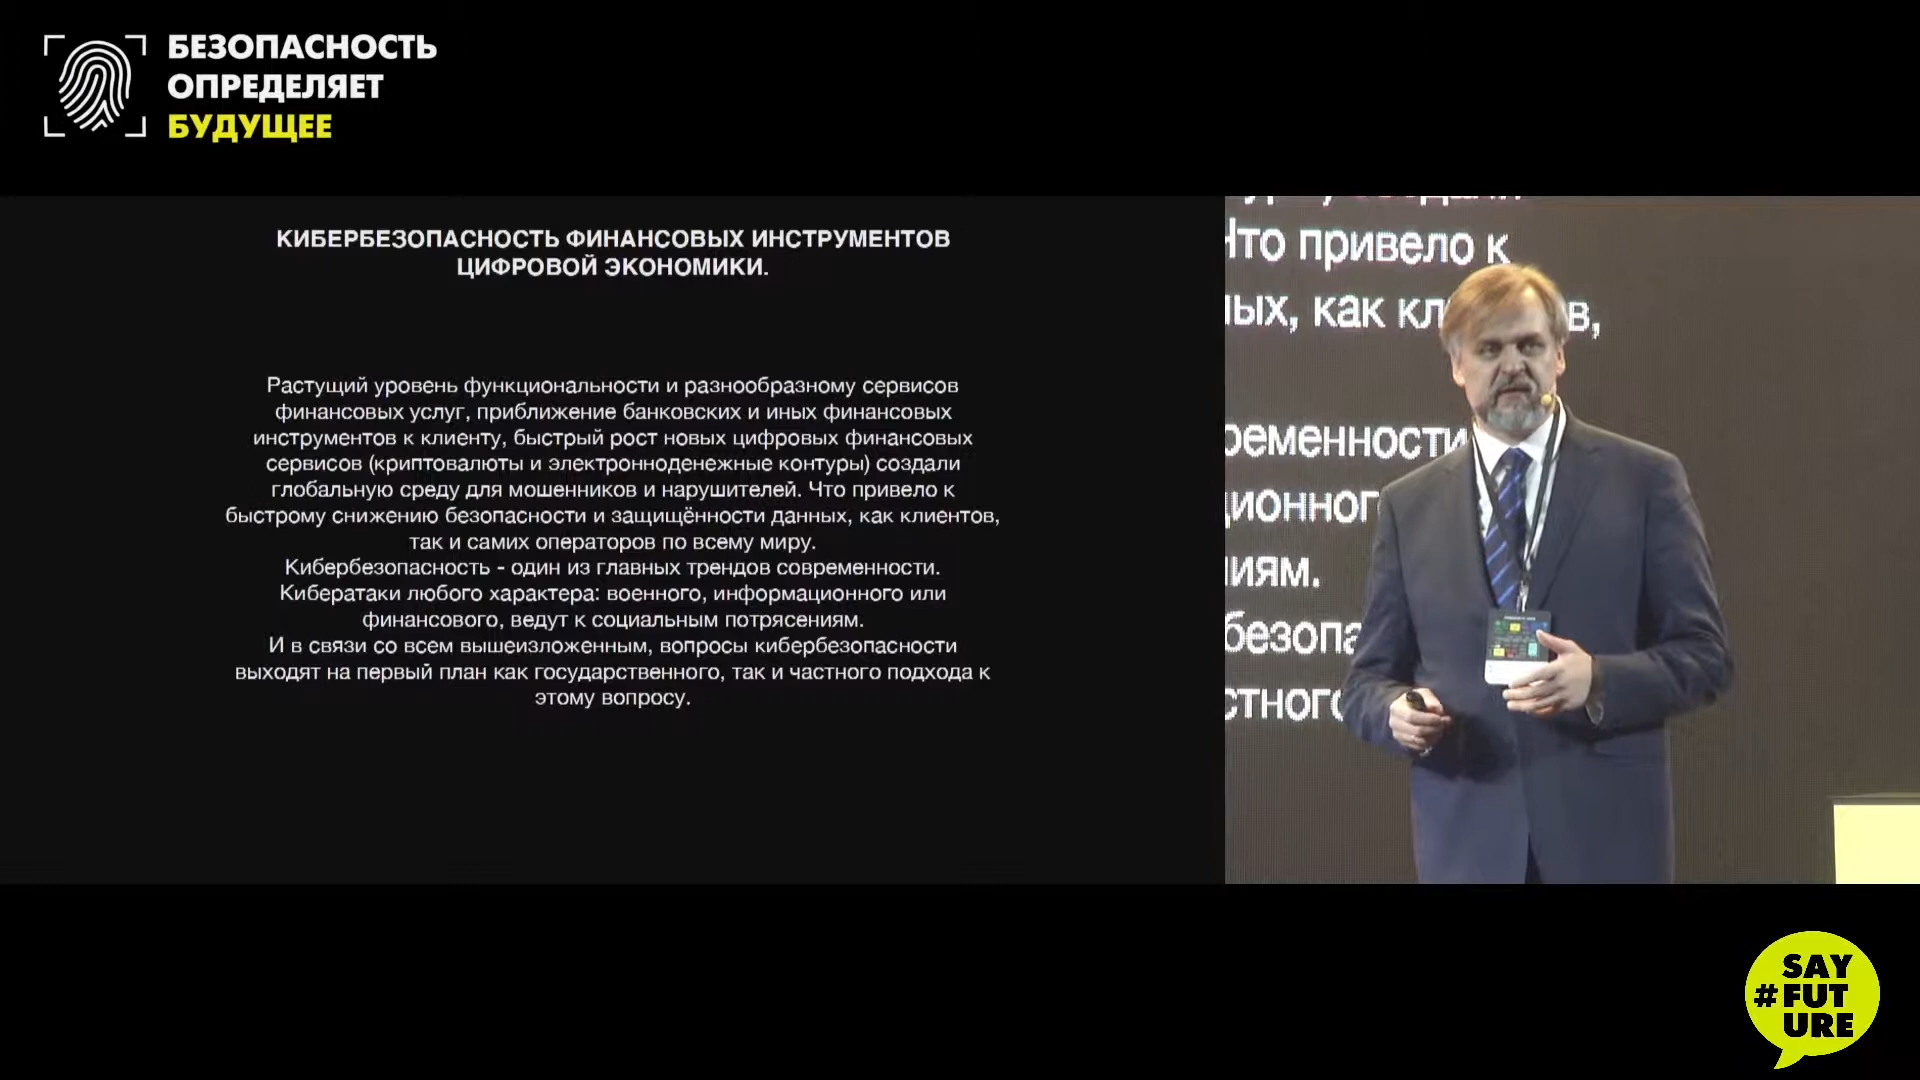 БЕЗОПАСНОСТЬ
ОПРЕДЕЛЯЕТ
БУДУЩЕЕ
КИБЕРБЕЗОПАСНОСТЬ ФИНАНСОВЫХ ИНСТРУМЕНТОВ
ЦИФРОВОЙ ЭКОНОМИКИ.
Растущий уровень функциональности и разнообразному сервисов
финансовых услуг, приближение банковских и иных финансовых
инструментов к клиенту, быстрый рост новых цифровых финансовых
сервисов (криптовалюты и электронноденежные контуры) создали
глобальную среду для мошенников и нарушителей. Что привело к
быстрому снижению безопасности и защищённости данных, как клиентов,
так и самих операторов по всему миру.
Кибербезопасность - один из главных трендов современности.
Кибератаки любого характера: военного, информационного или
финансового, ведут к социальным потрясениям.
И в связи со всем вышеизложенным, вопросы кибербезопасности
выходят на первый план как государственного, так и частного подхода к
этому вопросу.
Что привело к
ых, как кл в,
ременности
ционног
иям.
безопа
стног
SAY
#FUT
URE